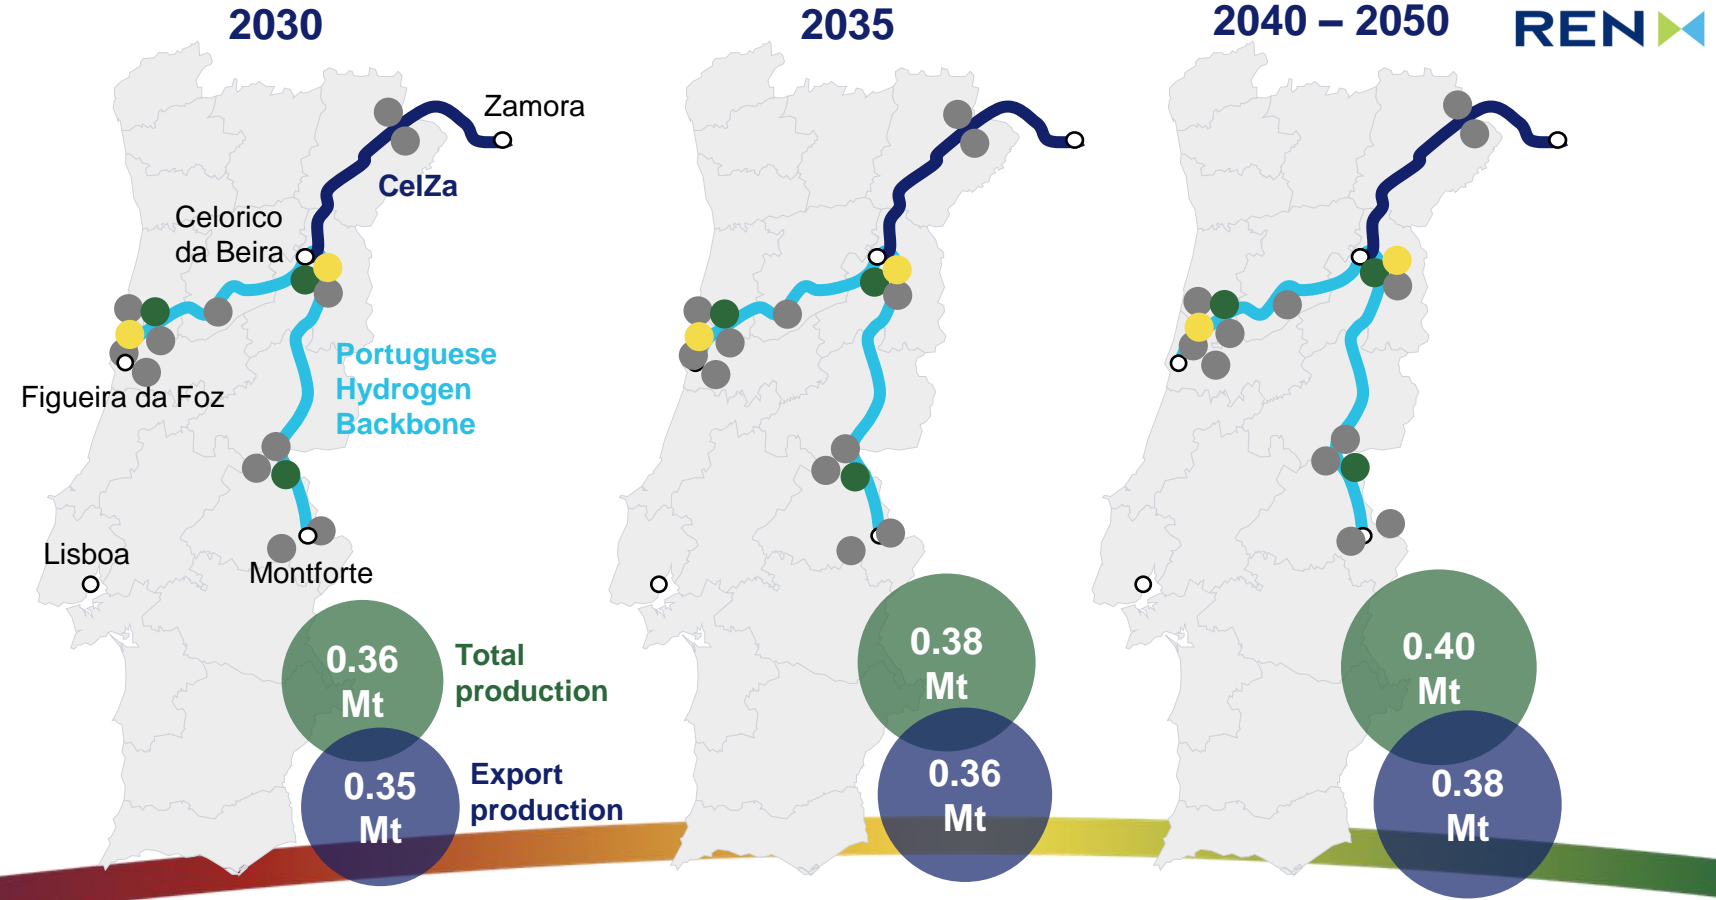 2030
2035
2040 – 2050
REN
Zamora
CelZa
Celorico
da Beira
Portuguese
Hydrogen
Backbone
Figueira da Foz
Lisboa
Montforte
0.36
Mt
Total
production
0.35
Mt
Export
production
0.38
Mt
0.36
Mt
0.40
Mt
0.38
Mt